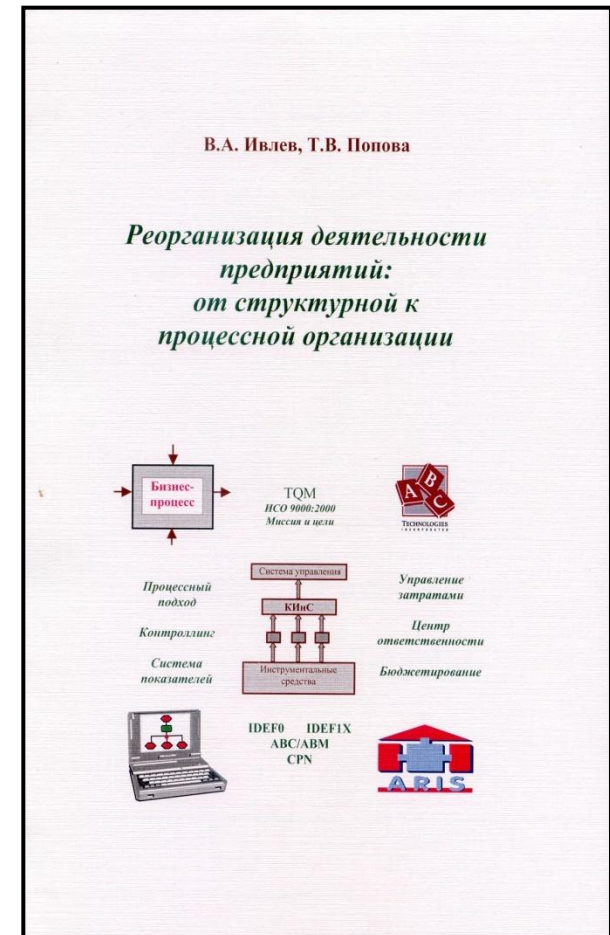 В.А. Ивлев, Т.В. Попова
Реорганизация деятельности
предприятий:
от структурной к
процессной организации
Бизнес-
процесс
TQM
ИСО 9000:2000
Миссия и цели
A B C
TECHNOLOGIES
INCORPORATED
Процессный
подход
Контроллинг
Система
показателей
Система управления
КИиС
Инструментальные
средства
Управление
затратами
Центр
ответственности
Бюджетирование
IDEF0 IDEF1X
ABC/ABM
CPN
ARIS